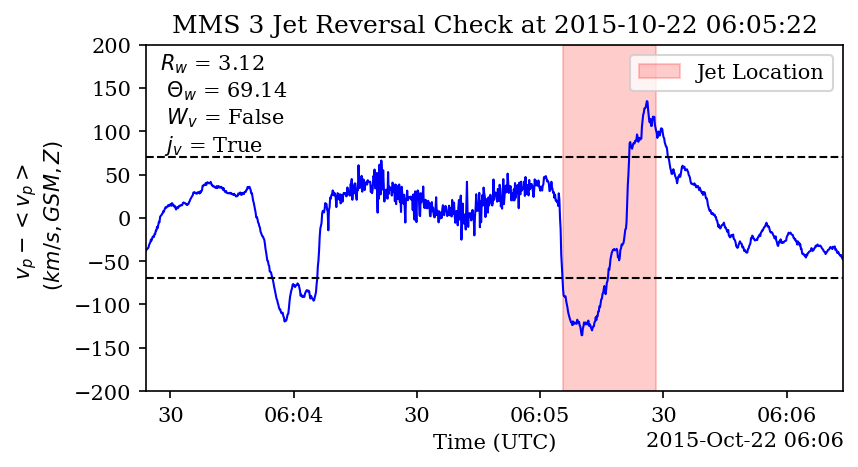 MMS 3 Jet Reversal Check at 2015-10-22 06:05:22
R_w = 3.12
Θ_w = 69.14
W_v = False
j_v = True
Jet Location
v_p − < v_p >
(km/s, GSM, Z)
200
150
100
50
0
−50
−100
−150
−200
30
06:04
30
06:05
30
06:06
Time (UTC)
2015-Oct-22 06:06